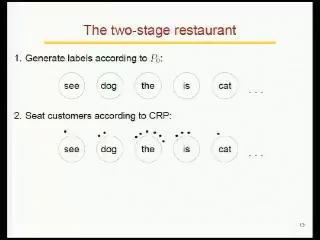 The two-stage restaurant
1. Generate labels according to P₀:
see dog the is cat ...
2. Seat customers according to CRP:
see dog the is cat ...